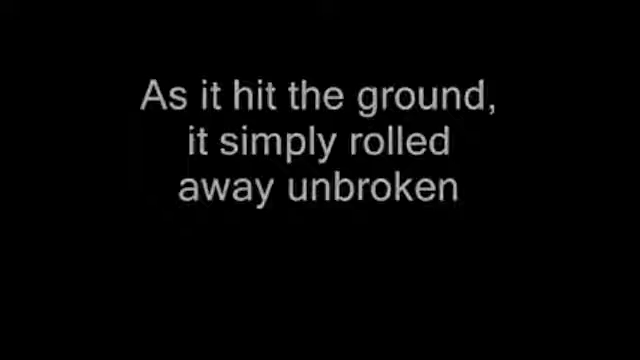 As it hit the ground,
it simply rolled
away unbroken